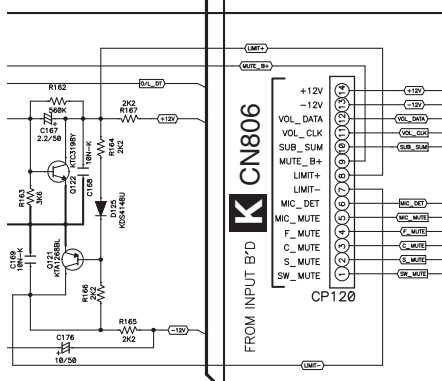 LIMIT+
MUTE_B+
O/L_DT
R162
560K
C167
2.2/50
KTC3198Y
Q122
10N-K
C168
2K2
R167
+12V
R164
2K2
R163
3K6
D125
KDS4148U
C169
10N-K
Q121
KTA1268BL
R166
2K2
R165
2K2
-12V
C176
10/50
LIMIT-
FROM INPUT B'D
K CN806
+12V 14 +12V
-12V 13 -12V
VOL_DATA 12 VOL_DATA
VOL_CLK 11 VOL_CLK
SUB_SUM 10 SUB_SUM
MUTE_B+ 9
LIMIT+ 8
LIMIT- 7
MIC_DET 6 MIC_DET
MIC_MUTE 5 MIC_MUTE
F_MUTE 4 F_MUTE
C_MUTE 3 C_MUTE
S_MUTE 2 S_MUTE
SW_MUTE 1 SW_MUTE
CP120